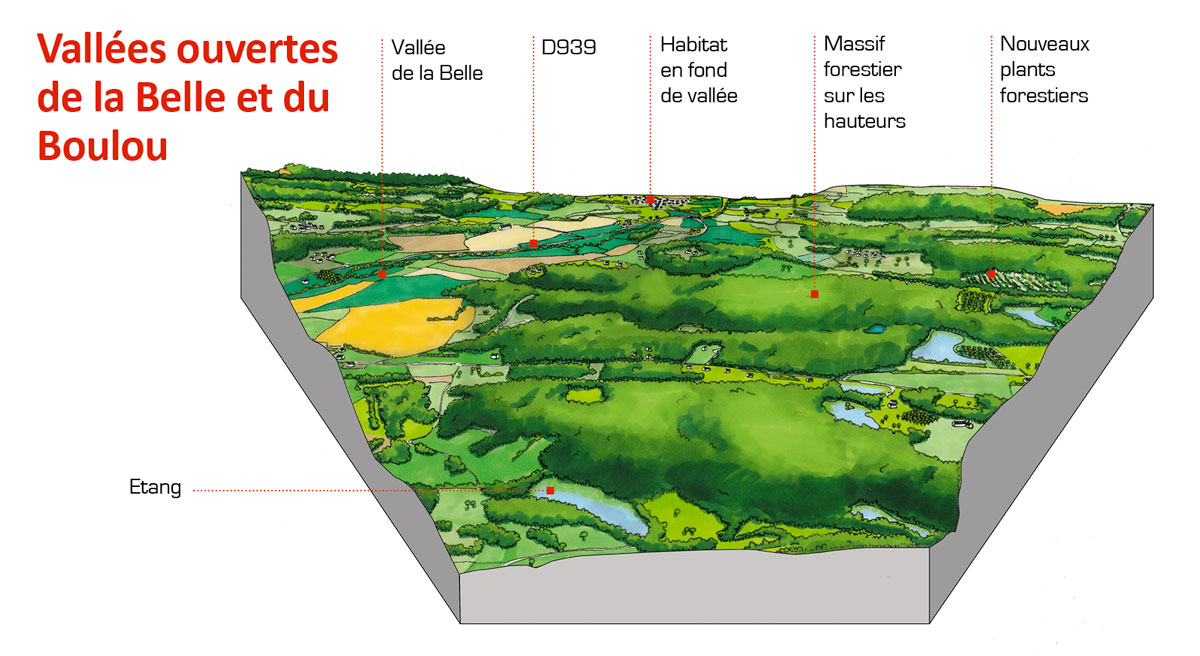 Vallées ouvertes
de la Belle et du
Boulou
Vallée
de la Belle
D939
Habitat
en fond
de vallée
Massif
forestier
sur les
hauteurs
Nouveaux
plants
forestiers
Etang